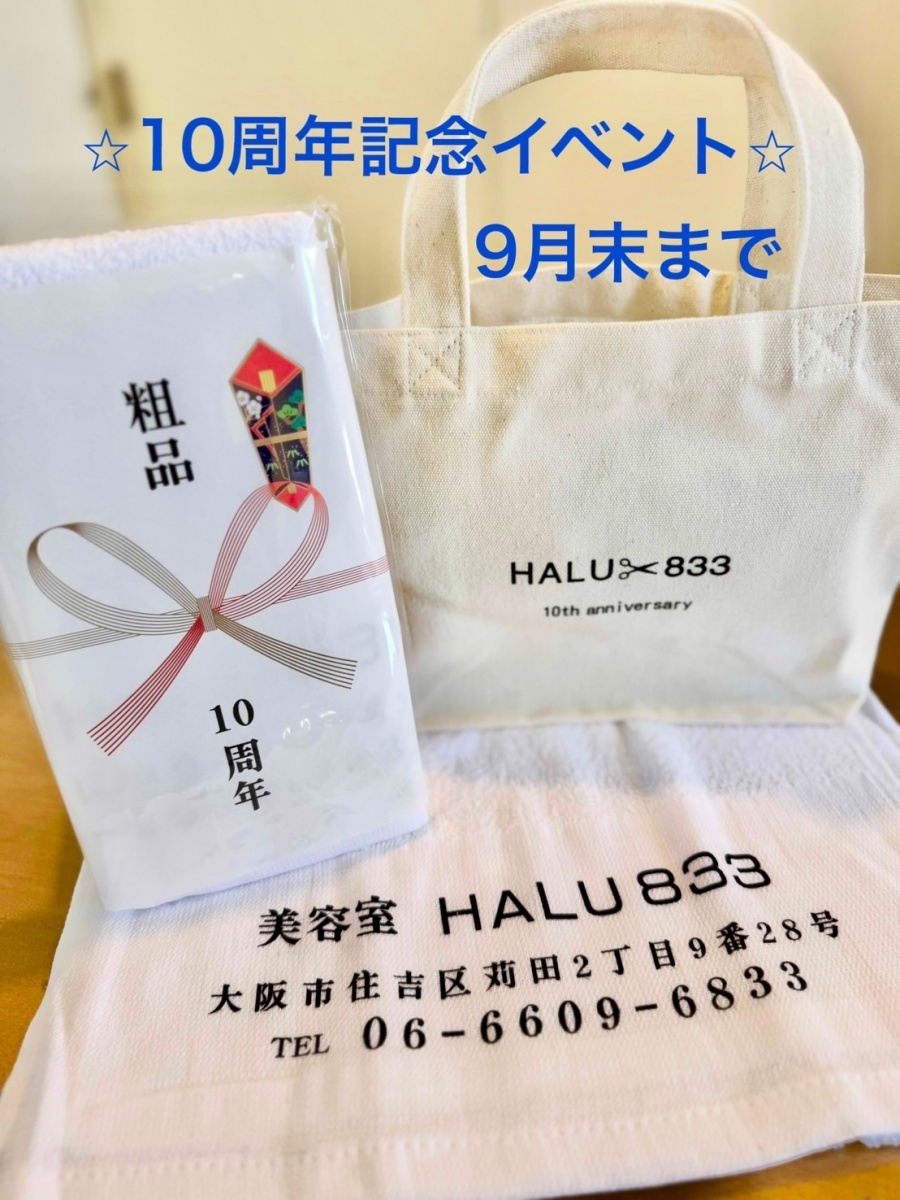 ☆10周年記念イベント☆
9月末まで
粗品
10周年
HALU✂833
10th anniversary
美容室 HALU833
大阪市住吉区苅田2丁目9番28号
TEL 06-6609-6833